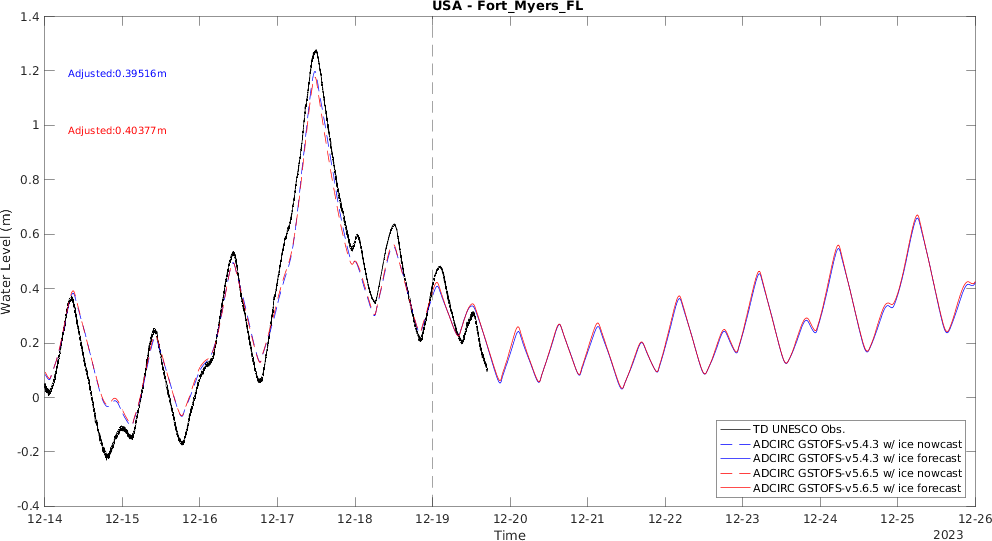 USA - Fort_Myers_FL
1.4
1.2
1
0.8
0.6
0.4
0.2
0
-0.2
-0.4
Water Level (m)
Adjusted:0.39516m
Adjusted:0.40377m
TD UNESCO Obs.
ADCIRC GSTOFS-v5.4.3 w/ ice nowcast
ADCIRC GSTOFS-v5.4.3 w/ ice forecast
ADCIRC GSTOFS-v5.6.5 w/ ice nowcast
ADCIRC GSTOFS-v5.6.5 w/ ice forecast
12-14 12-15 12-16 12-17 12-18 12-19 12-20 12-21 12-22 12-23 12-24 12-25 12-26
Time
2023